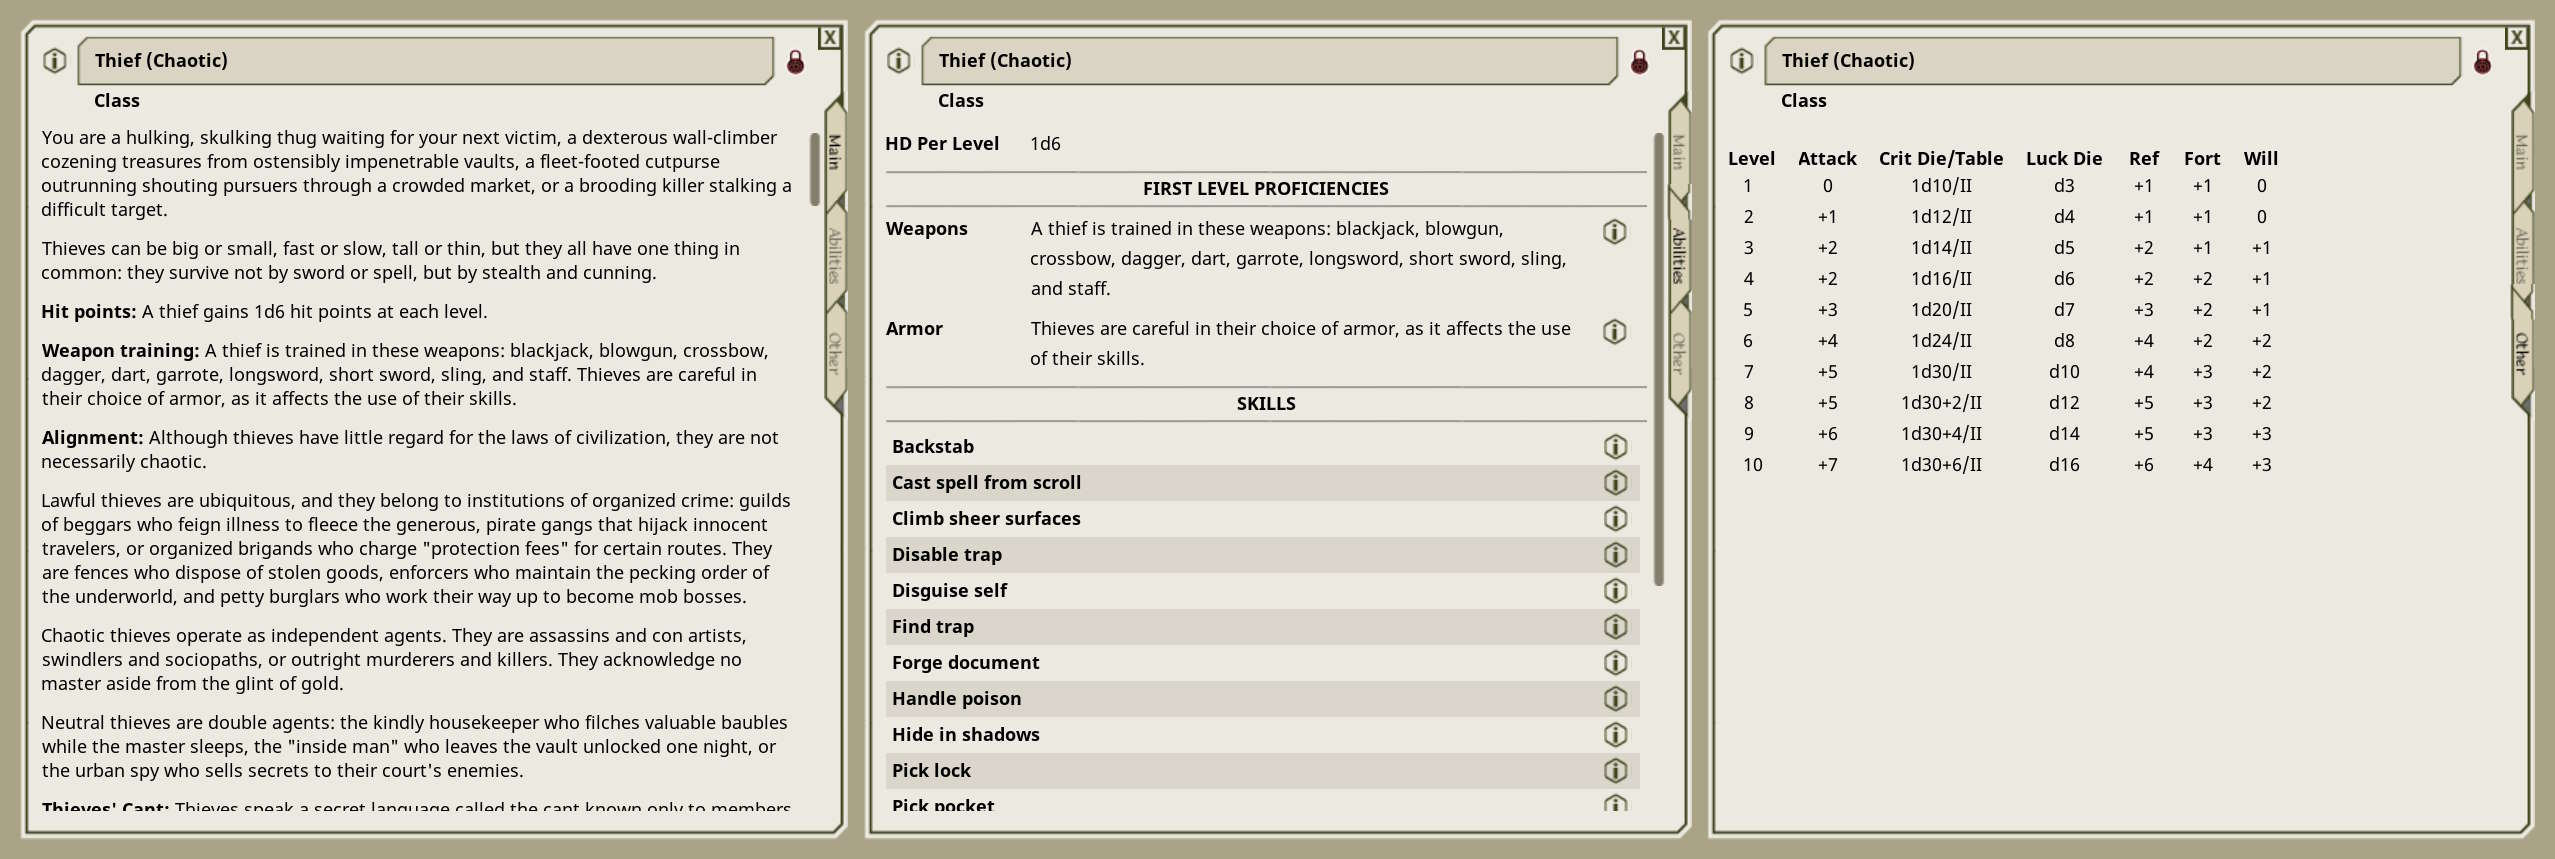 Thief (Chaotic)
X
Class
You are a hulking, skulking thug waiting for your next victim, a dexterous wall-climber
cozening treasures from ostensibly impenetrable vaults, a fleet-footed cutpurse
outrunning shouting pursuers through a crowded market, or a brooding killer stalking a
difficult target.
Thieves can be big or small, fast or slow, tall or thin, but they all have one thing in
common: they survive not by sword or spell, but by stealth and cunning.
Hit points: A thief gains 1d6 hit points at each level.
Weapon training: A thief is trained in these weapons: blackjack, blowgun, crossbow,
dagger, dart, garrote, longsword, short sword, sling, and staff. Thieves are careful in
their choice of armor, as it affects the use of their skills.
Alignment: Although thieves have little regard for the laws of civilization, they are not
necessarily chaotic.
Lawful thieves are ubiquitous, and they belong to institutions of organized crime: guilds
of beggars who feign illness to fleece the generous, pirate gangs that hijack innocent
travelers, or organized brigands who charge "protection fees" for certain routes. They
are fences who dispose of stolen goods, enforcers who maintain the pecking order of
the underworld, and petty burglars who work their way up to become mob bosses.
Chaotic thieves operate as independent agents. They are assassins and con artists,
swindlers and sociopaths, or outright murderers and killers. They acknowledge no
master aside from the glint of gold.
Neutral thieves are double agents: the kindly housekeeper who filches valuable baubles
while the master sleeps, the "inside man" who leaves the vault unlocked one night, or
the urban spy who sells secrets to their court's enemies.
Thieves' Cant: Thieves speak a secret language called the cant known only to members
Main
Abilities
Other
Thief (Chaotic)
X
Class
HD Per Level 1d6
FIRST LEVEL PROFICIENCIES
Weapons A thief is trained in these weapons: blackjack, blowgun,
crossbow, dagger, dart, garrote, longsword, short sword, sling,
and staff.
Armor Thieves are careful in their choice of armor, as it affects the use
of their skills.
SKILLS
Backstab
Cast spell from scroll
Climb sheer surfaces
Disable trap
Disguise self
Find trap
Forge document
Handle poison
Hide in shadows
Pick lock
Pick pocket
Main
Abilities
Other
Thief (Chaotic)
X
Class
Level Attack Crit Die/Table Luck Die Ref Fort Will
1 0 1d10/II d3 +1 +1 0
2 +1 1d12/II d4 +1 +1 0
3 +2 1d14/II d5 +2 +1 +1
4 +2 1d16/II d6 +2 +2 +1
5 +3 1d20/II d7 +3 +2 +1
6 +4 1d24/II d8 +4 +2 +2
7 +5 1d30/II d10 +4 +3 +2
8 +5 1d30+2/II d12 +5 +3 +2
9 +6 1d30+4/II d14 +5 +3 +3
10 +7 1d30+6/II d16 +6 +4 +3
Main
Abilities
Other